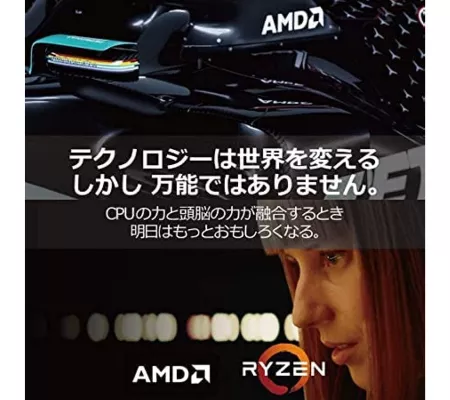 AMD
AMD
テクノロジーは世界を変える
しかし 万能ではありません。
CPUの力と頭脳の力が融合するとき
明日はもっとおもしろくなる。
AMD
RYZEN